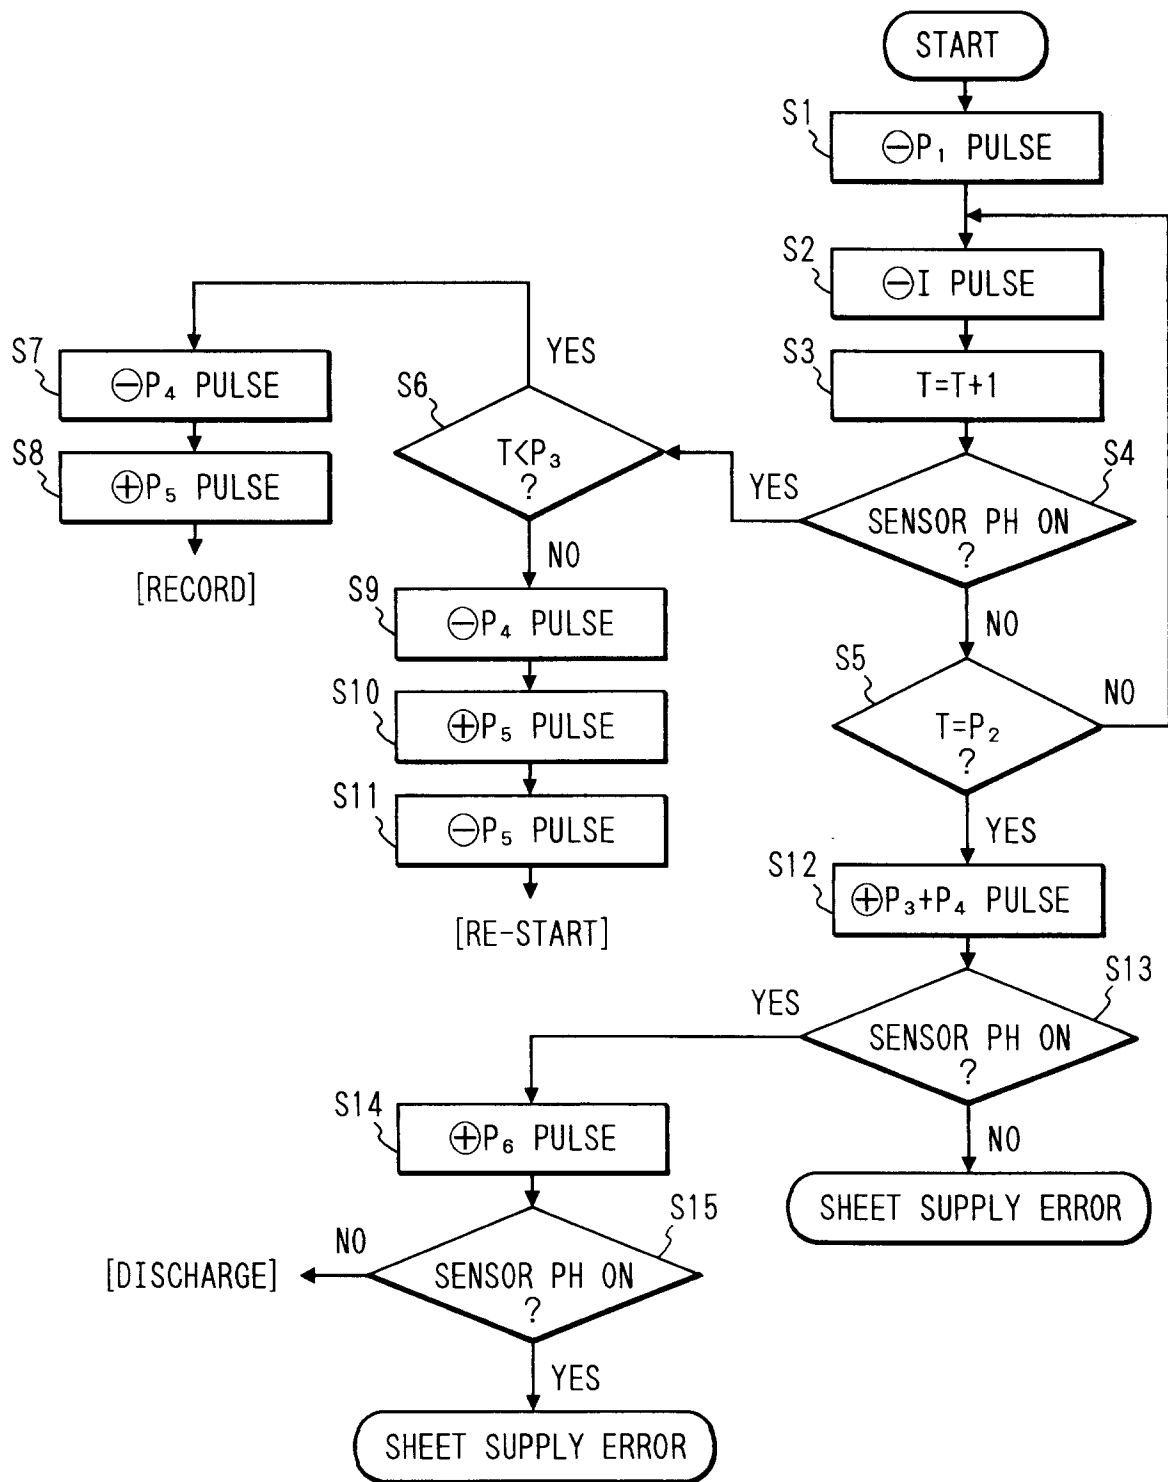 START
S1
⊖P₁ PULSE
S2
⊖I PULSE
S3
T=T+1
S4
SENSOR PH ON
?
YES
NO
S5
T=P₂
?
NO
YES
S6
T<P₃
?
YES
NO
S7
⊖P₄ PULSE
S8
⊕P₅ PULSE
[RECORD]
S9
⊖P₄ PULSE
S10
⊕P₅ PULSE
S11
⊖P₅ PULSE
[RE-START]
S12
⊕P₃+P₄ PULSE
S13
SENSOR PH ON
?
YES
NO
SHEET SUPPLY ERROR
S14
⊕P₆ PULSE
S15
SENSOR PH ON
?
NO
[DISCHARGE]
YES
SHEET SUPPLY ERROR